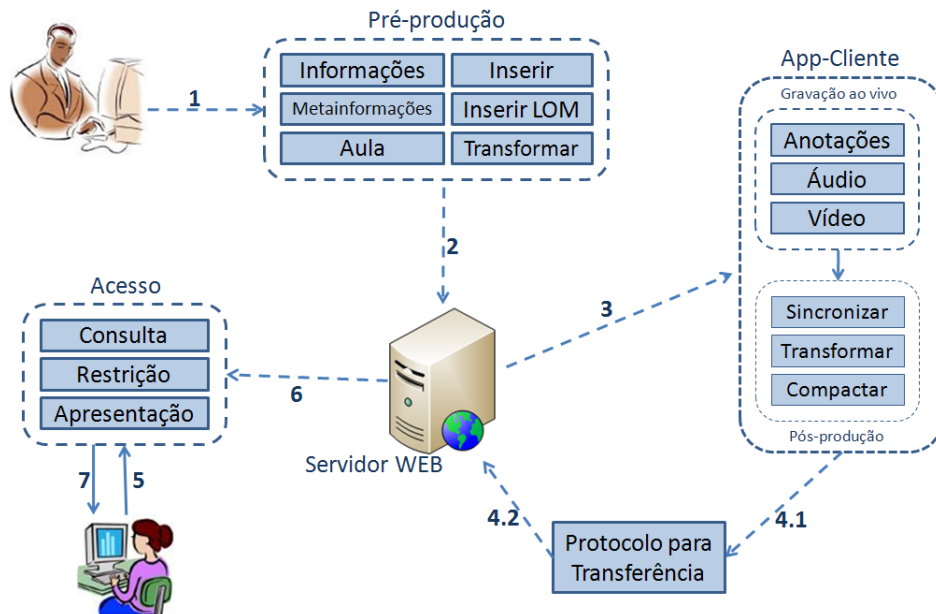 Pré-produção
Informações
Inserir
Metainformações
Inserir LOM
Aula
Transformar
1
2
App-Cliente
Gravação ao vivo
Anotações
Áudio
Vídeo
Sincronizar
Transformar
Compactar
Pós-produção
3
Acesso
Consulta
Restrição
Apresentação
6
Servidor WEB
7
5
4.2
4.1
Protocolo para
Transferência